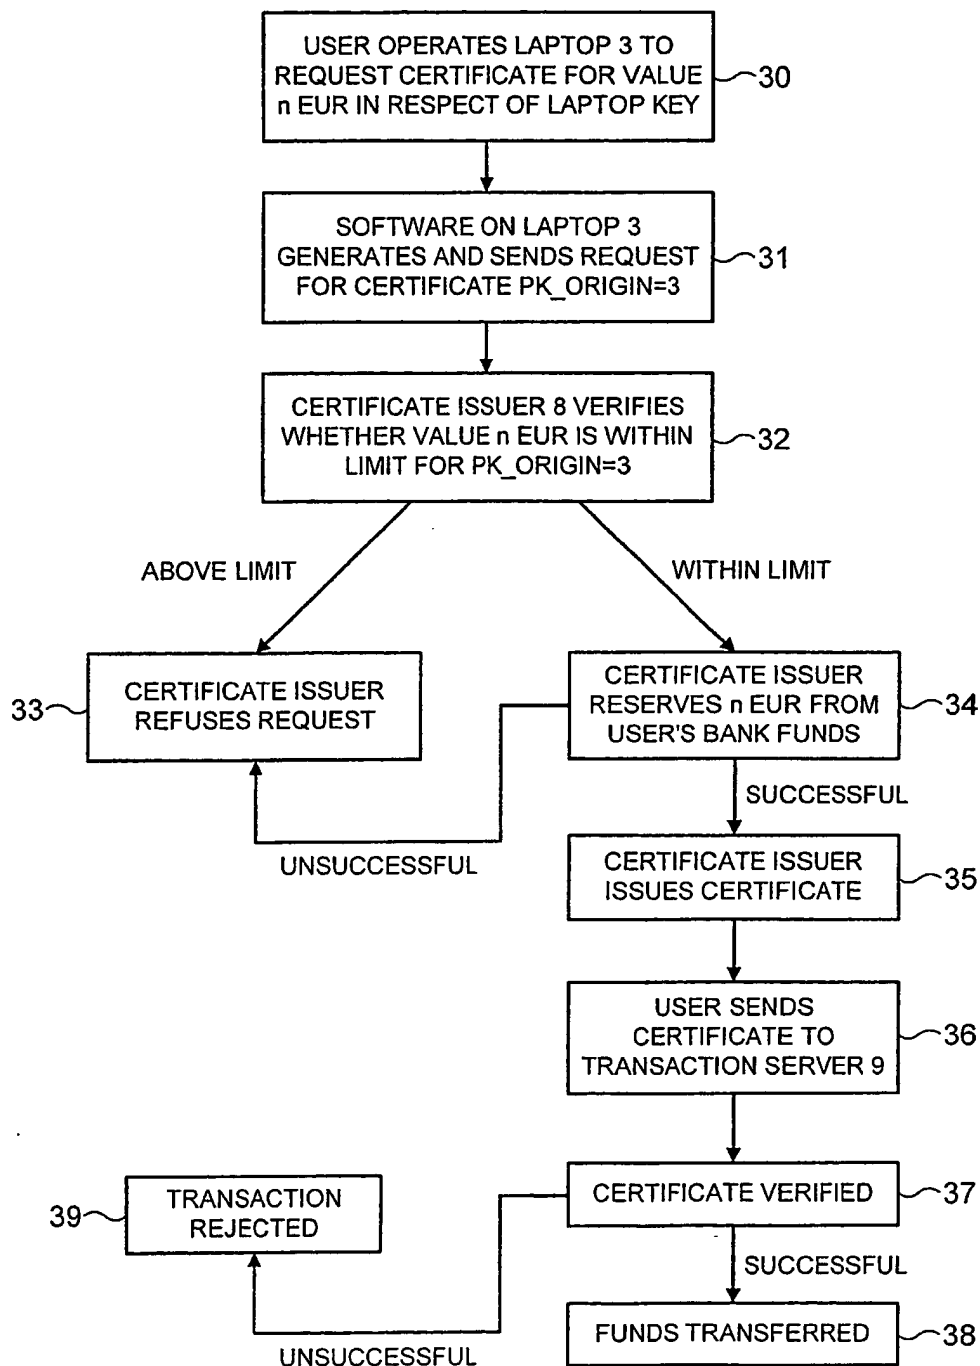 USER OPERATES LAPTOP 3 TO
REQUEST CERTIFICATE FOR VALUE
n EUR IN RESPECT OF LAPTOP KEY
30
SOFTWARE ON LAPTOP 3
GENERATES AND SENDS REQUEST
FOR CERTIFICATE PK_ORIGIN=3
31
CERTIFICATE ISSUER 8 VERIFIES
WHETHER VALUE n EUR IS WITHIN
LIMIT FOR PK_ORIGIN=3
32
ABOVE LIMIT
WITHIN LIMIT
33
CERTIFICATE ISSUER
REFUSES REQUEST
CERTIFICATE ISSUER
RESERVES n EUR FROM
USER'S BANK FUNDS
34
SUCCESSFUL
UNSUCCESSFUL
CERTIFICATE ISSUER
ISSUES CERTIFICATE
35
USER SENDS
CERTIFICATE TO
TRANSACTION SERVER 9
36
CERTIFICATE VERIFIED
37
39
TRANSACTION
REJECTED
SUCCESSFUL
UNSUCCESSFUL
FUNDS TRANSFERRED
38